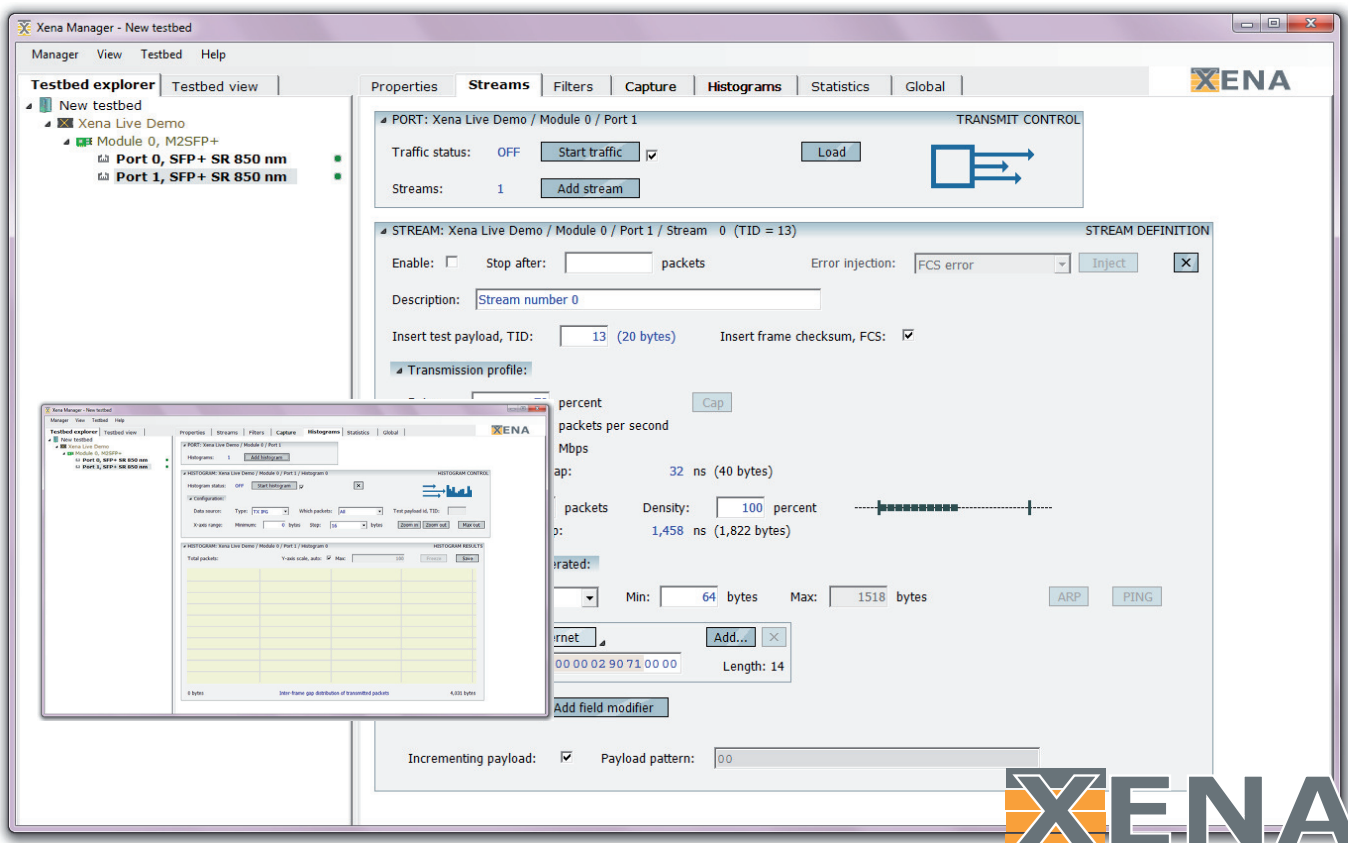 Xena Manager - New testbed
Manager View Testbed Help
Testbed explorer Testbed view
Properties Streams Filters Capture Histograms Statistics Global
XENA
New testbed
Xena Live Demo
Module 0, M2SFP+
Port 0, SFP+ SR 850 nm
Port 1, SFP+ SR 850 nm
PORT: Xena Live Demo / Module 0 / Port 1 TRANSMIT CONTROL
Traffic status: OFF Start traffic Load
Streams: 1 Add stream
STREAM: Xena Live Demo / Module 0 / Port 1 / Stream 0 (TID = 13) STREAM DEFINITION
Enable: Stop after: packets Error injection: FCS error Inject
Description: Stream number 0
Insert test payload, TID: 13 (20 bytes) Insert frame checksum, FCS:
Transmission profile:
percent Cap
packets per second
Mbps
ap: 32 ns (40 bytes)
packets Density: 100 percent
1,458 ns (1,822 bytes)
erated:
Min: 64 bytes Max: 1518 bytes ARP PING
ernet Add...
00 00 02 90 71 00 00 Length: 14
Add field modifier
Incrementing payload: Payload pattern: 00
Xena Manager - New testbed
Manager View Testbed Help
Testbed explorer Testbed view
Properties Streams Filters Capture Histograms Statistics Global
XENA
New testbed
Xena Live Demo
Module 0, M2SFP+
Port 0, SFP+ SR 850 nm
Port 1, SFP+ SR 850 nm
PORT: Xena Live Demo / Module 0 / Port 1
Histograms: 1 Add histogram
HISTOGRAM: Xena Live Demo / Module 0 / Port 1 / Histogram 0 HISTOGRAM CONTROL
Histogram status: OFF Start histogram
Configuration:
Data source: Type: TX IFG Which packets: All Test payload id, TID:
X-axis range: Minimum: 0 bytes Step: 16 bytes Zoom in Zoom out Max out
HISTOGRAM: Xena Live Demo / Module 0 / Port 1 / Histogram 0 HISTOGRAM RESULTS
Total packets: Y-axis scale, auto: Max: 100 Freeze Save
0 bytes Inter-frame gap distribution of transmitted packets 4,031 bytes
XENA